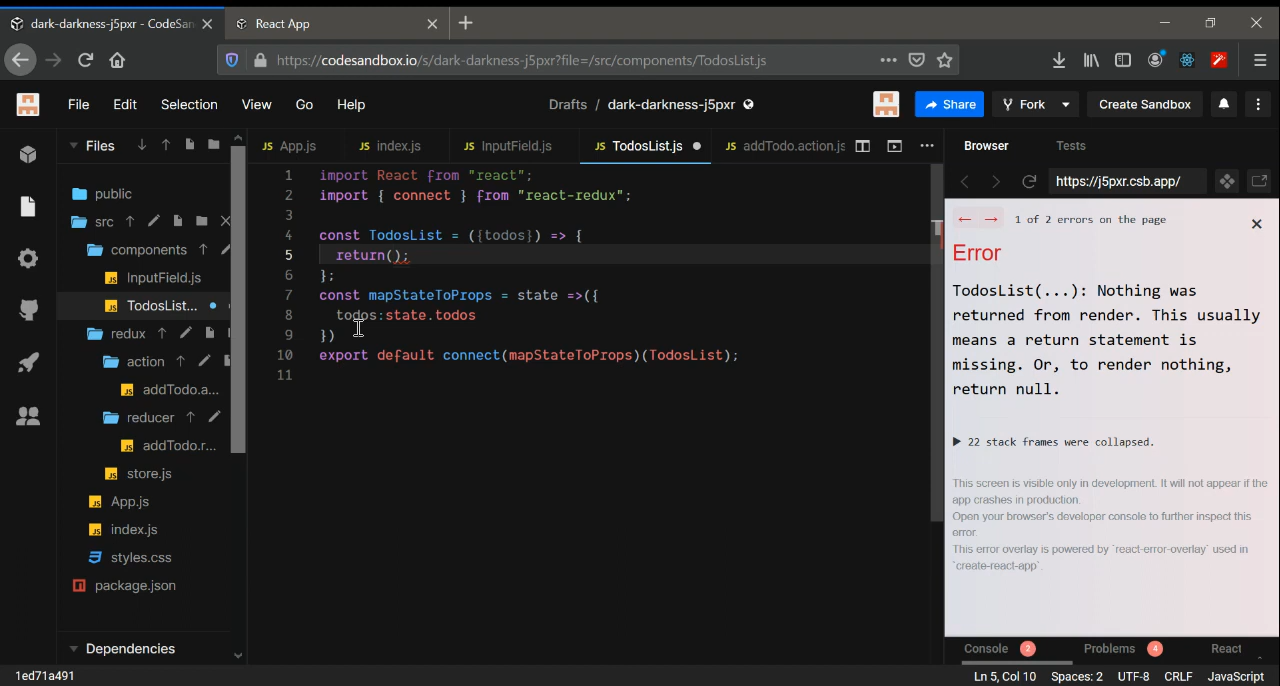 dark-darkness-j5pxr - CodeSan
React App
https://codesandbox.io/s/dark-darkness-j5pxr?file=/src/components/TodosList.js
File Edit Selection View Go Help
Drafts / dark-darkness-j5pxr
Share
Fork
Create Sandbox
Files
public
src
components
InputField.js
TodosList...
redux
action
addTodo.a...
reducer
addTodo.r...
store.js
App.js
index.js
styles.css
package.json
Dependencies
JS App.js
JS index.js
JS InputField.js
JS TodosList.js
JS addTodo.action.js
1 import React from "react";
2 import { connect } from "react-redux";
3
4 const TodosList = ({todos}) => {
5 return();
6 };
7 const mapStateToProps = state =>({
8 todos:state.todos
9 })
10 export default connect(mapStateToProps)(TodosList);
11
Browser Tests
https://j5pxr.csb.app/
← → 1 of 2 errors on the page
Error
TodosList(...): Nothing was
returned from render. This usually
means a return statement is
missing. Or, to render nothing,
return null.
▶ 22 stack frames were collapsed.
This screen is visible only in development. It will not appear if the
app crashes in production.
Open your browser's developer console to further inspect this
error.
This error overlay is powered by `react-error-overlay` used in
`create-react-app`.
Console 2 Problems 4 React
1ed71a491
Ln 5, Col 10 Spaces: 2 UTF-8 CRLF JavaScript